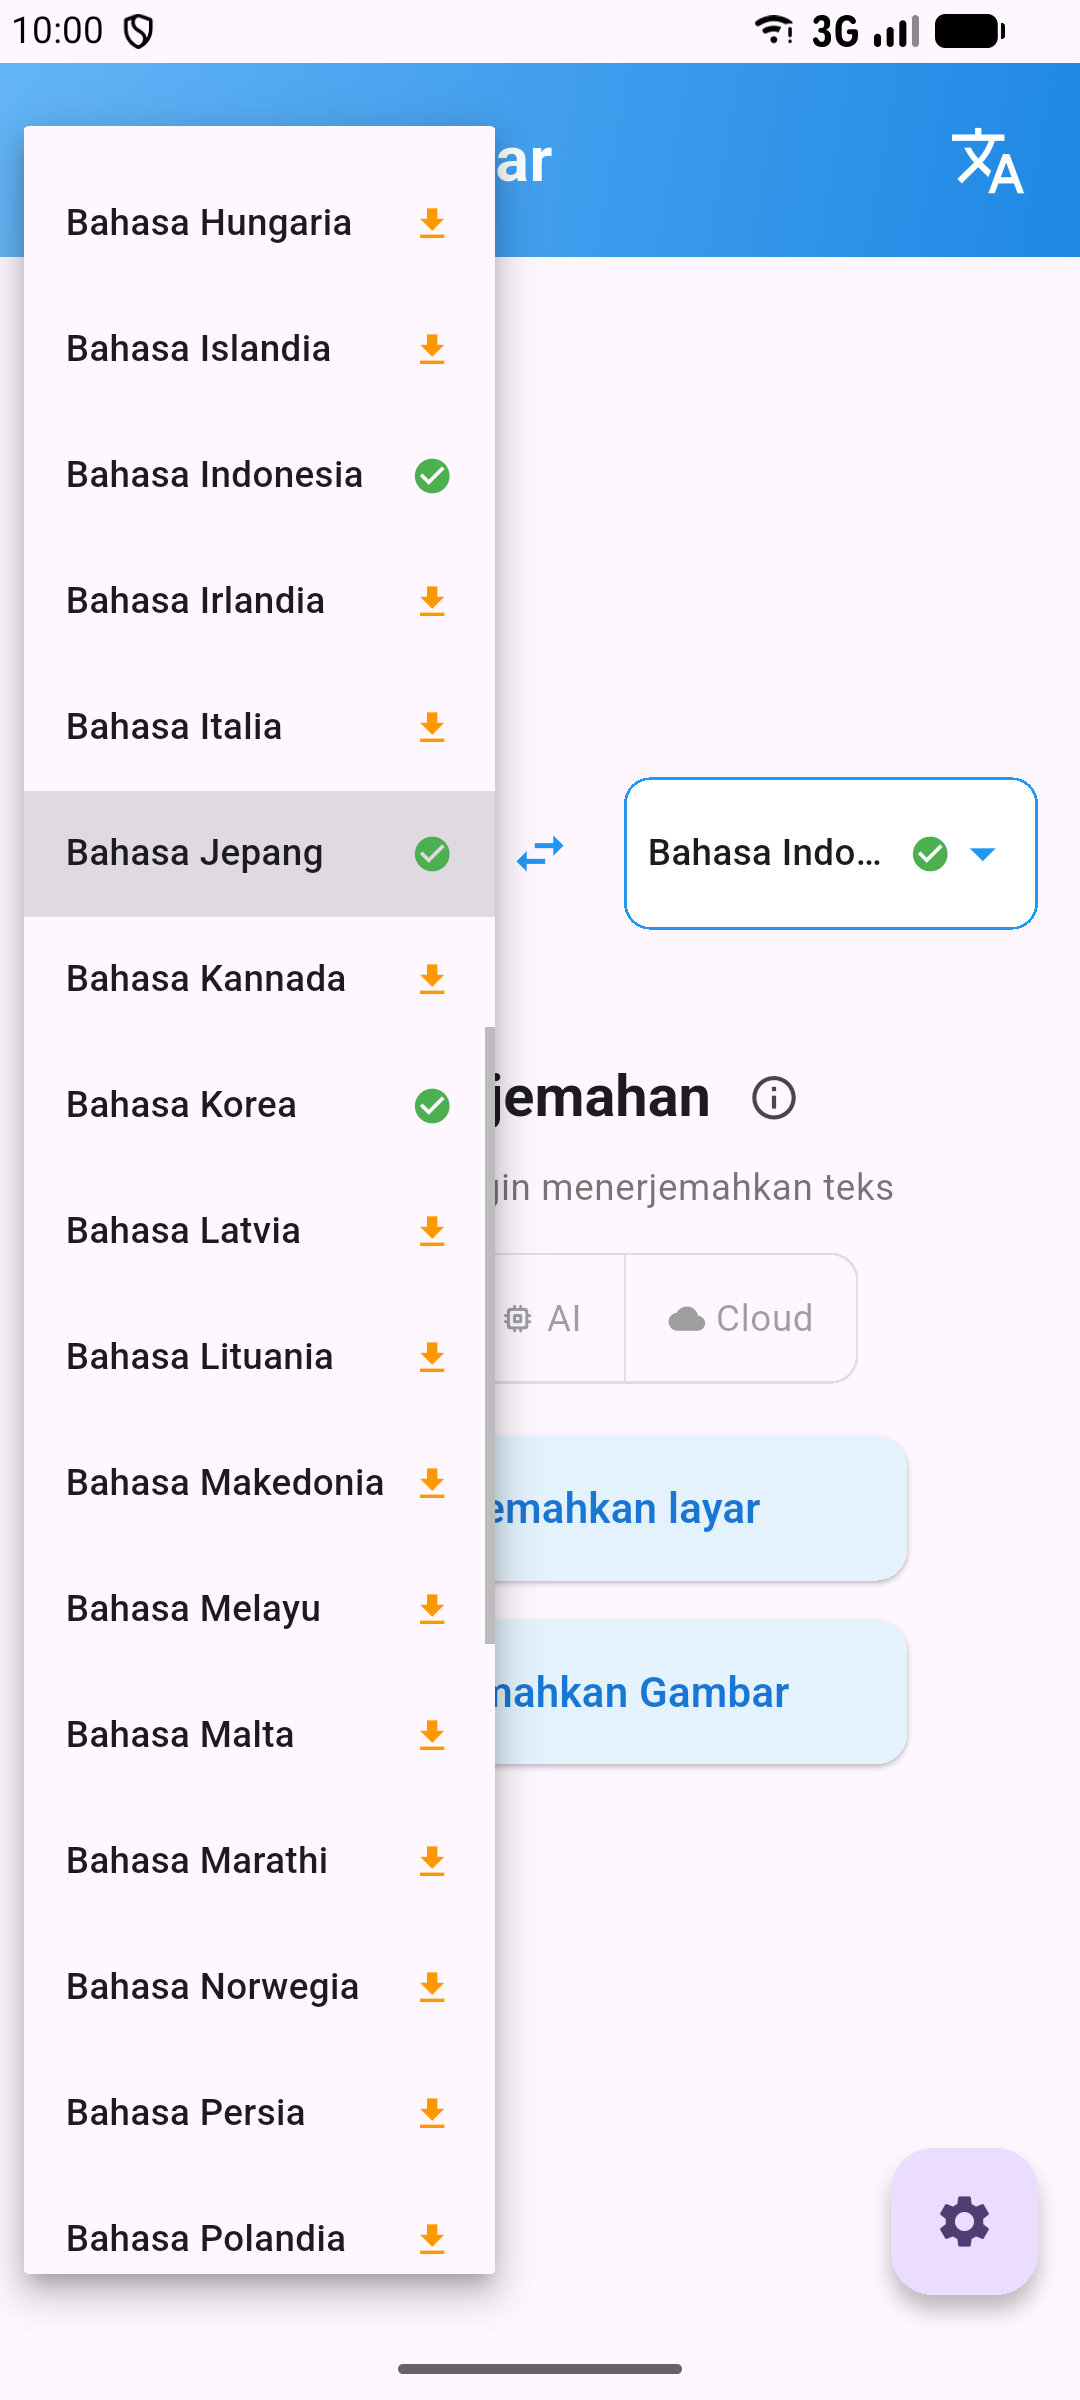 10:00
3G
ar
Bahasa Hungaria
Bahasa Islandia
Bahasa Indonesia
Bahasa Irlandia
Bahasa Italia
Bahasa Jepang
Bahasa Indo...
Bahasa Kannada
Bahasa Korea
jemahan
Bahasa Latvia
gin menerjemahkan teks
AI
Cloud
Bahasa Lituania
Bahasa Makedonia
emahkan layar
Bahasa Melayu
mahkan Gambar
Bahasa Malta
Bahasa Marathi
Bahasa Norwegia
Bahasa Persia
Bahasa Polandia